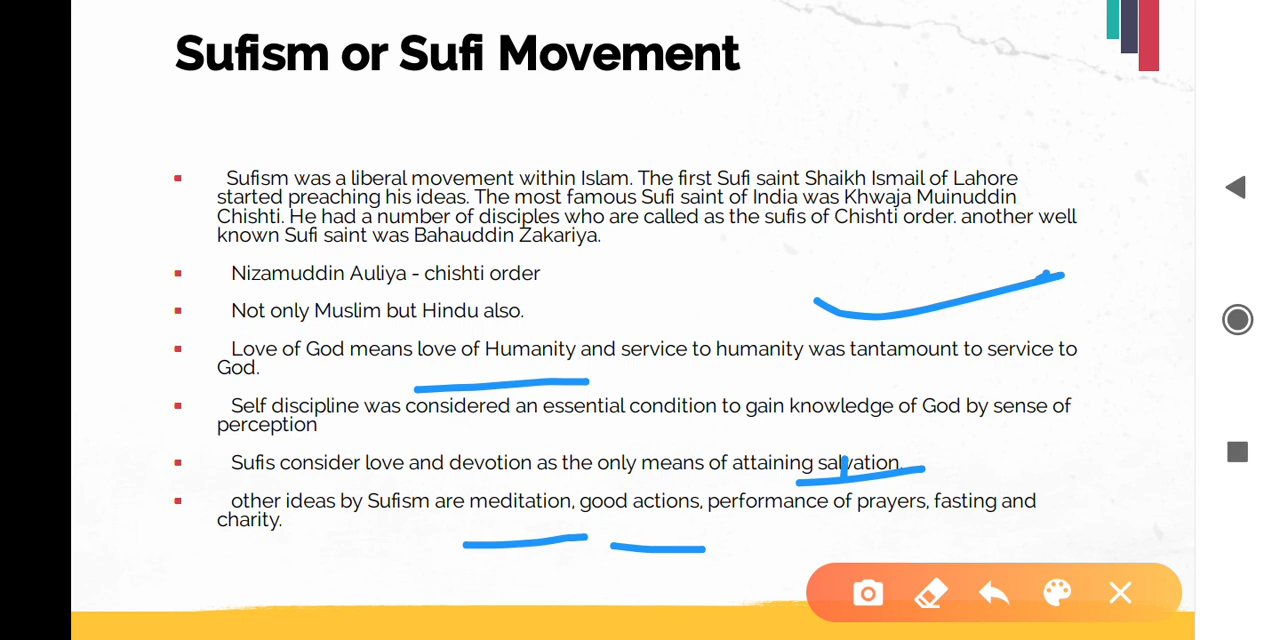 Sufism or Sufi Movement
Sufism was a liberal movement within Islam. The first Sufi saint Shaikh Ismail of Lahore
started preaching his ideas. The most famous Sufi saint of India was Khwaja Muinuddin
Chishti. He had a number of disciples who are called as the sufis of Chishti order. another well
known Sufi saint was Bahauddin Zakariya.
Nizamuddin Auliya - chishti order
Not only Muslim but Hindu also.
Love of God means love of Humanity and service to humanity was tantamount to service to
God.
Self discipline was considered an essential condition to gain knowledge of God by sense of
perception
Sufis consider love and devotion as the only means of attaining salvation.
other ideas by Sufism are meditation, good actions, performance of prayers, fasting and
charity.